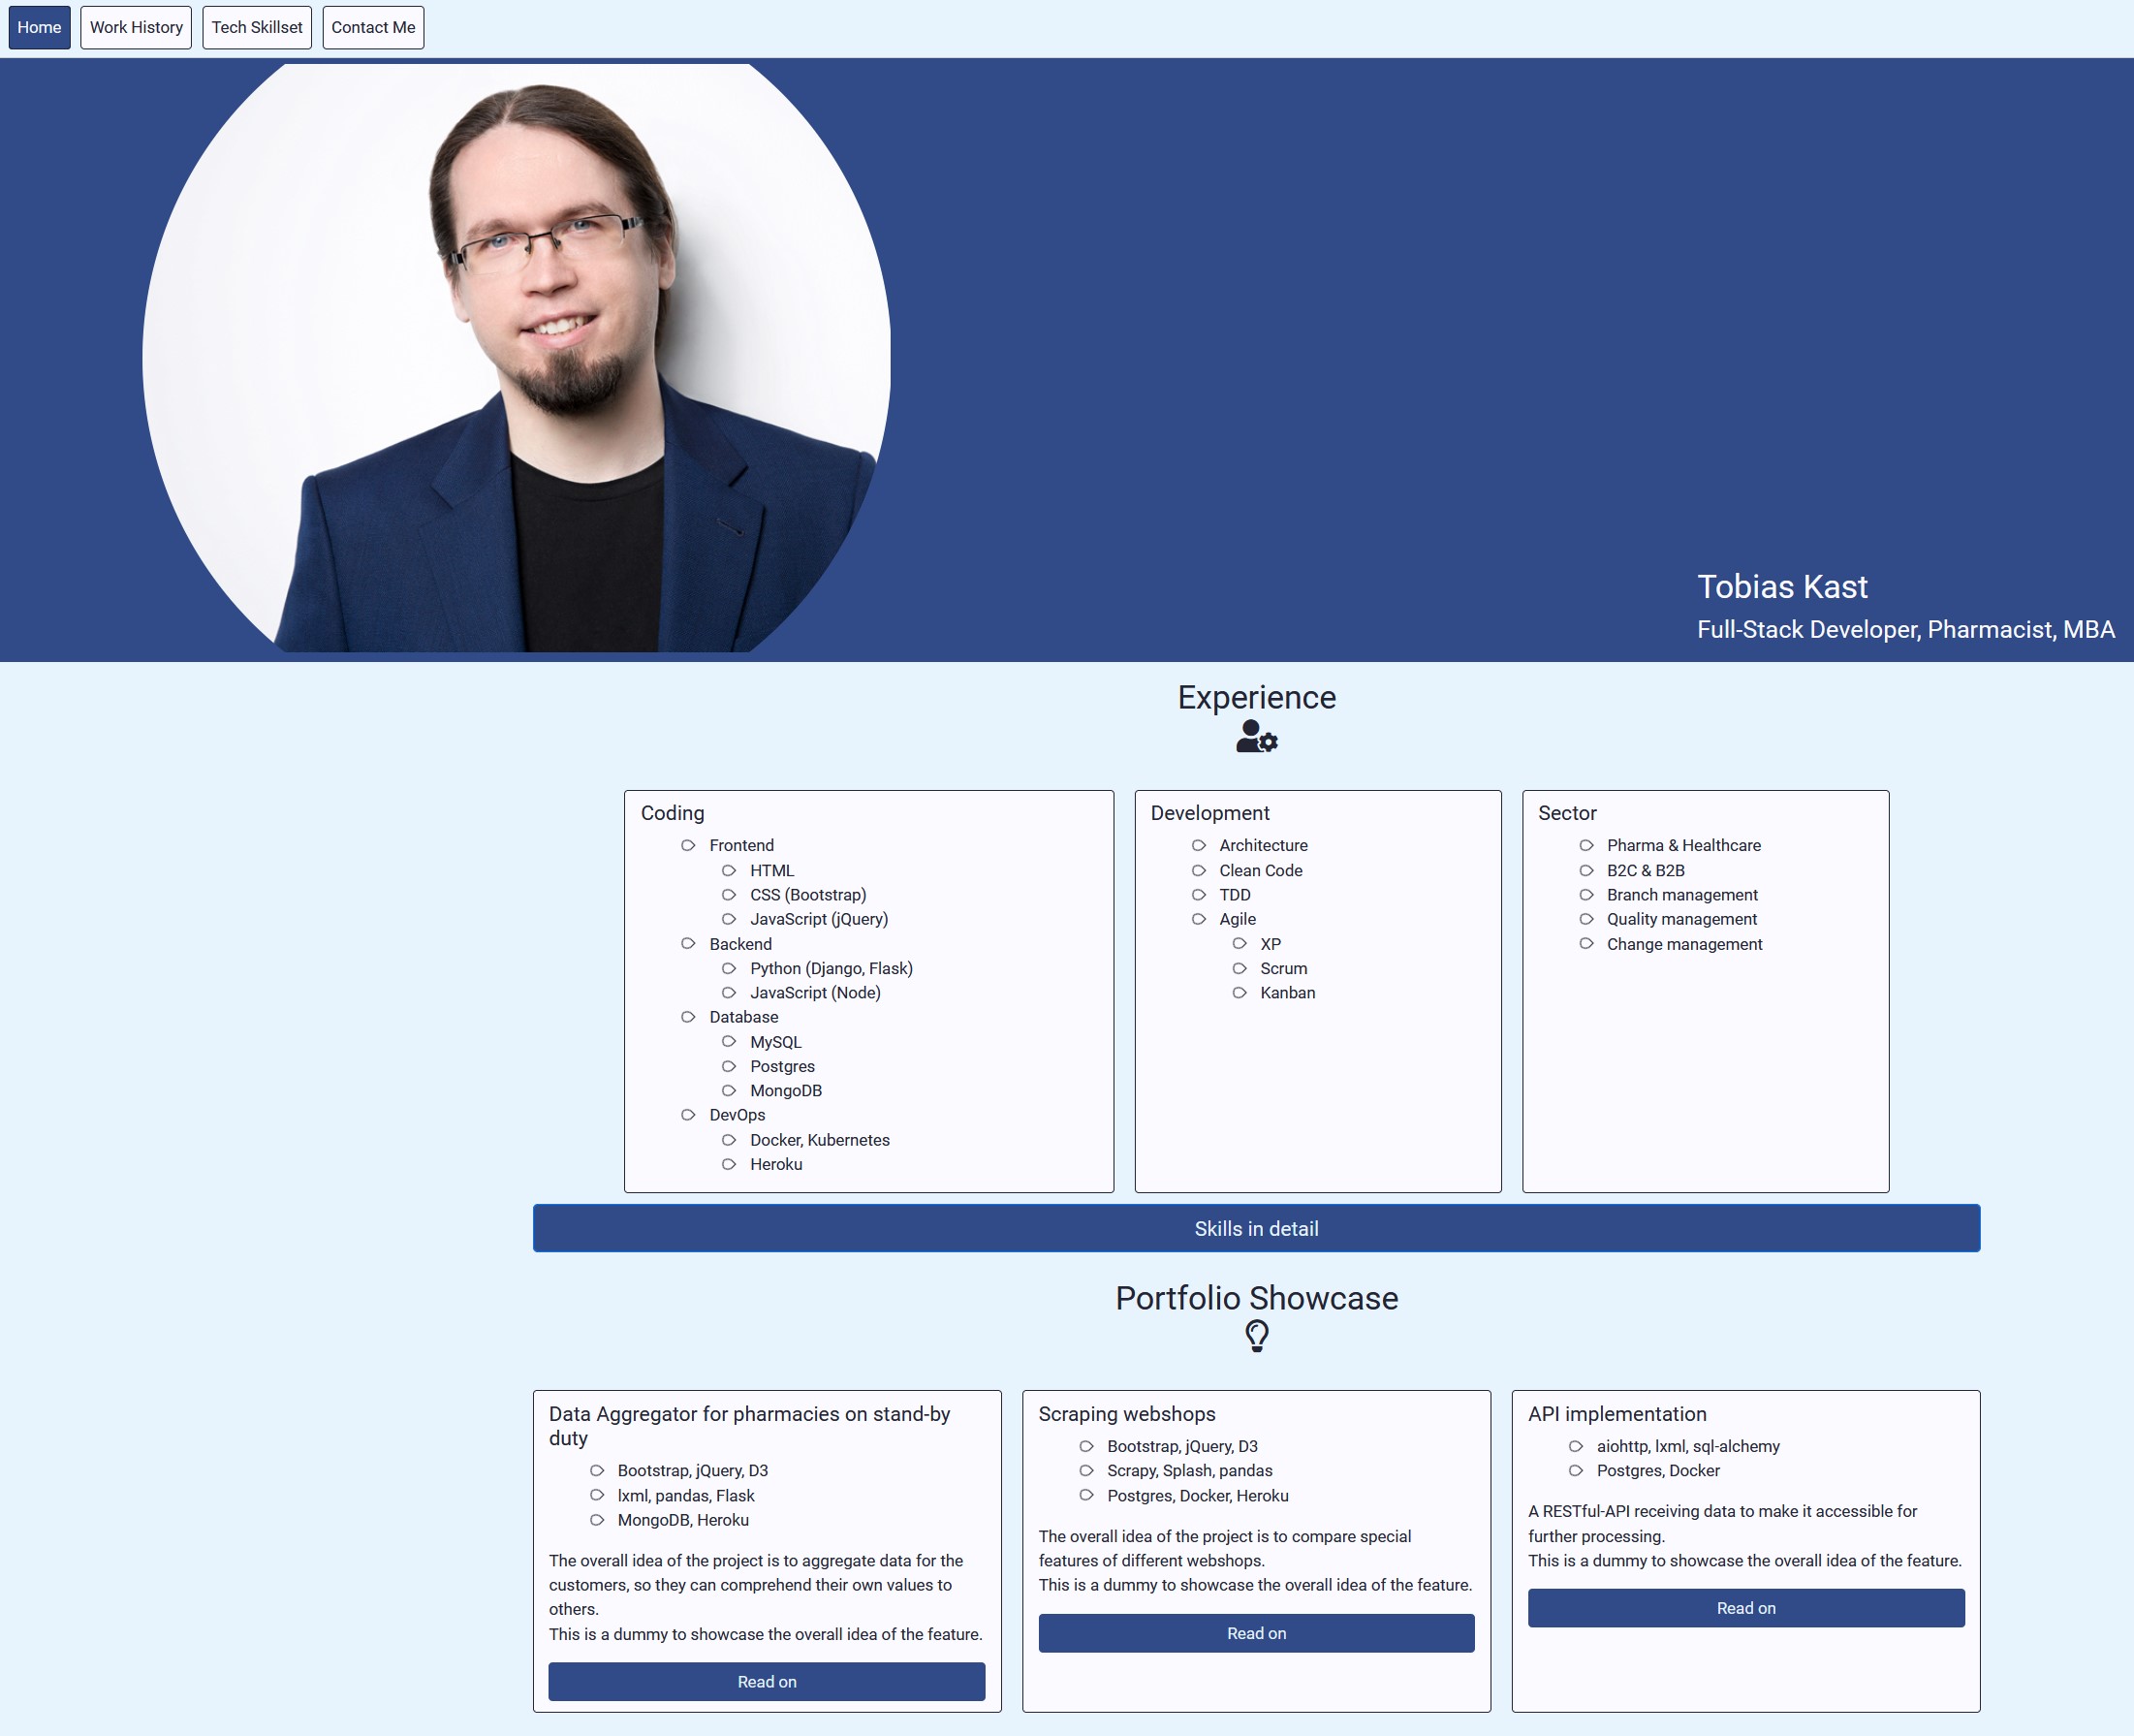 Home
Work History
Tech Skillset
Contact Me
Tobias Kast
Full-Stack Developer, Pharmacist, MBA
Experience
Coding
Frontend
HTML
CSS (Bootstrap)
JavaScript (jQuery)
Backend
Python (Django, Flask)
JavaScript (Node)
Database
MySQL
Postgres
MongoDB
DevOps
Docker, Kubernetes
Heroku
Development
Architecture
Clean Code
TDD
Agile
XP
Scrum
Kanban
Sector
Pharma & Healthcare
B2C & B2B
Branch management
Quality management
Change management
Skills in detail
Portfolio Showcase
Data Aggregator for pharmacies on stand-by
duty
Bootstrap, jQuery, D3
lxml, pandas, Flask
MongoDB, Heroku
The overall idea of the project is to aggregate data for the
customers, so they can comprehend their own values to
others.
This is a dummy to showcase the overall idea of the feature.
Read on
Scraping webshops
Bootstrap, jQuery, D3
Scrapy, Splash, pandas
Postgres, Docker, Heroku
The overall idea of the project is to compare special
features of different webshops.
This is a dummy to showcase the overall idea of the feature.
Read on
API implementation
aiohttp, lxml, sql-alchemy
Postgres, Docker
A RESTful-API receiving data to make it accessible for
further processing.
This is a dummy to showcase the overall idea of the feature.
Read on